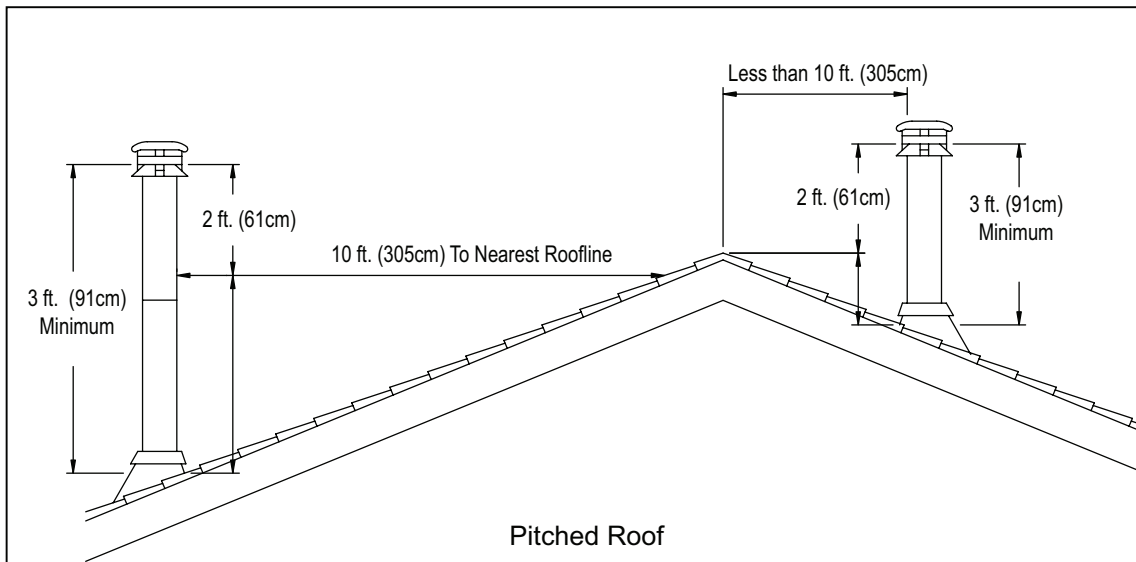 Less than 10 ft. (305cm)
2 ft. (61cm)
2 ft. (61cm)
3 ft. (91cm)
Minimum
10 ft. (305cm) To Nearest Roofline
3 ft. (91cm)
Minimum
Pitched Roof